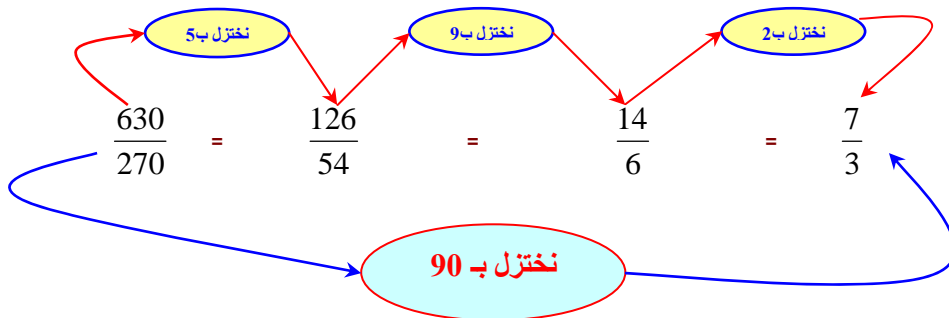 نختزل ب5 نختزل ب9 نختزل ب2
630/270 = 126/54 = 14/6 = 7/3
نختزل بـ 90